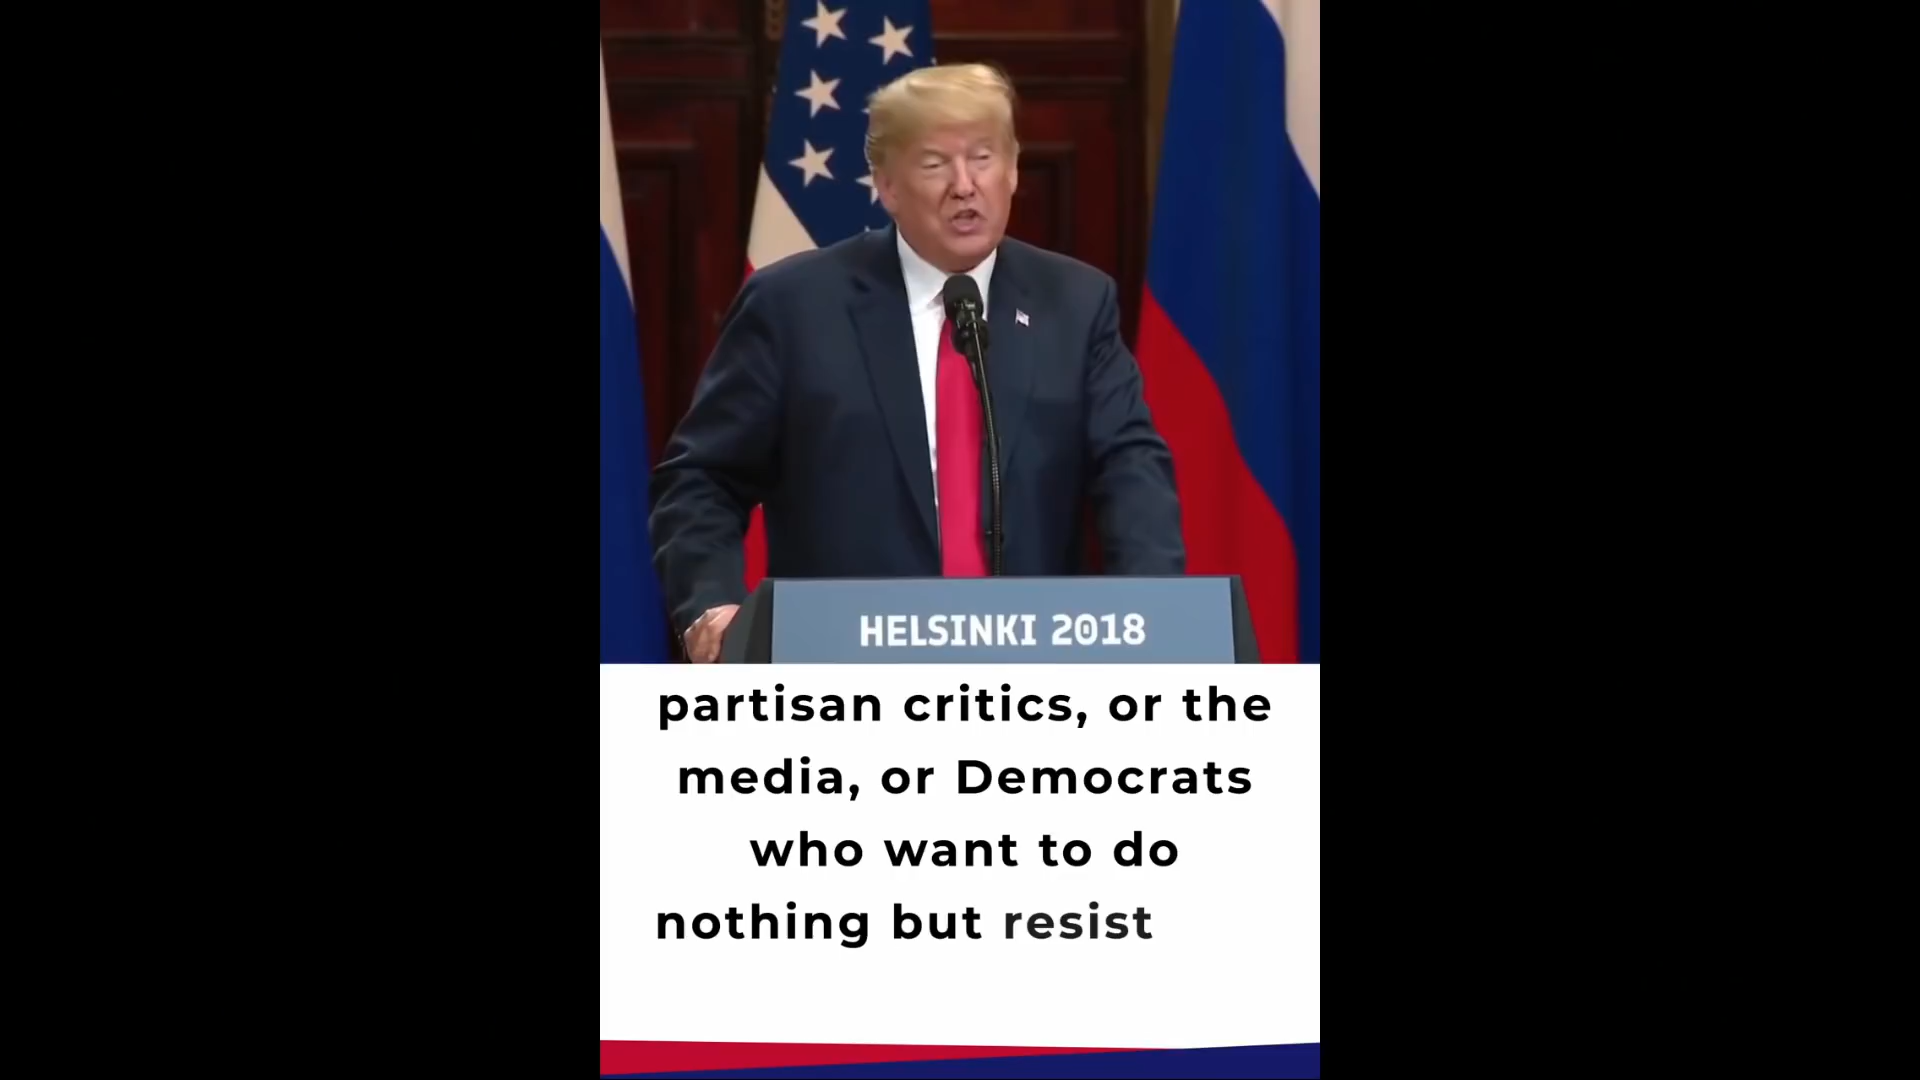 HELSINKI 2018
partisan critics, or the
media, or Democrats
who want to do
nothing but resist